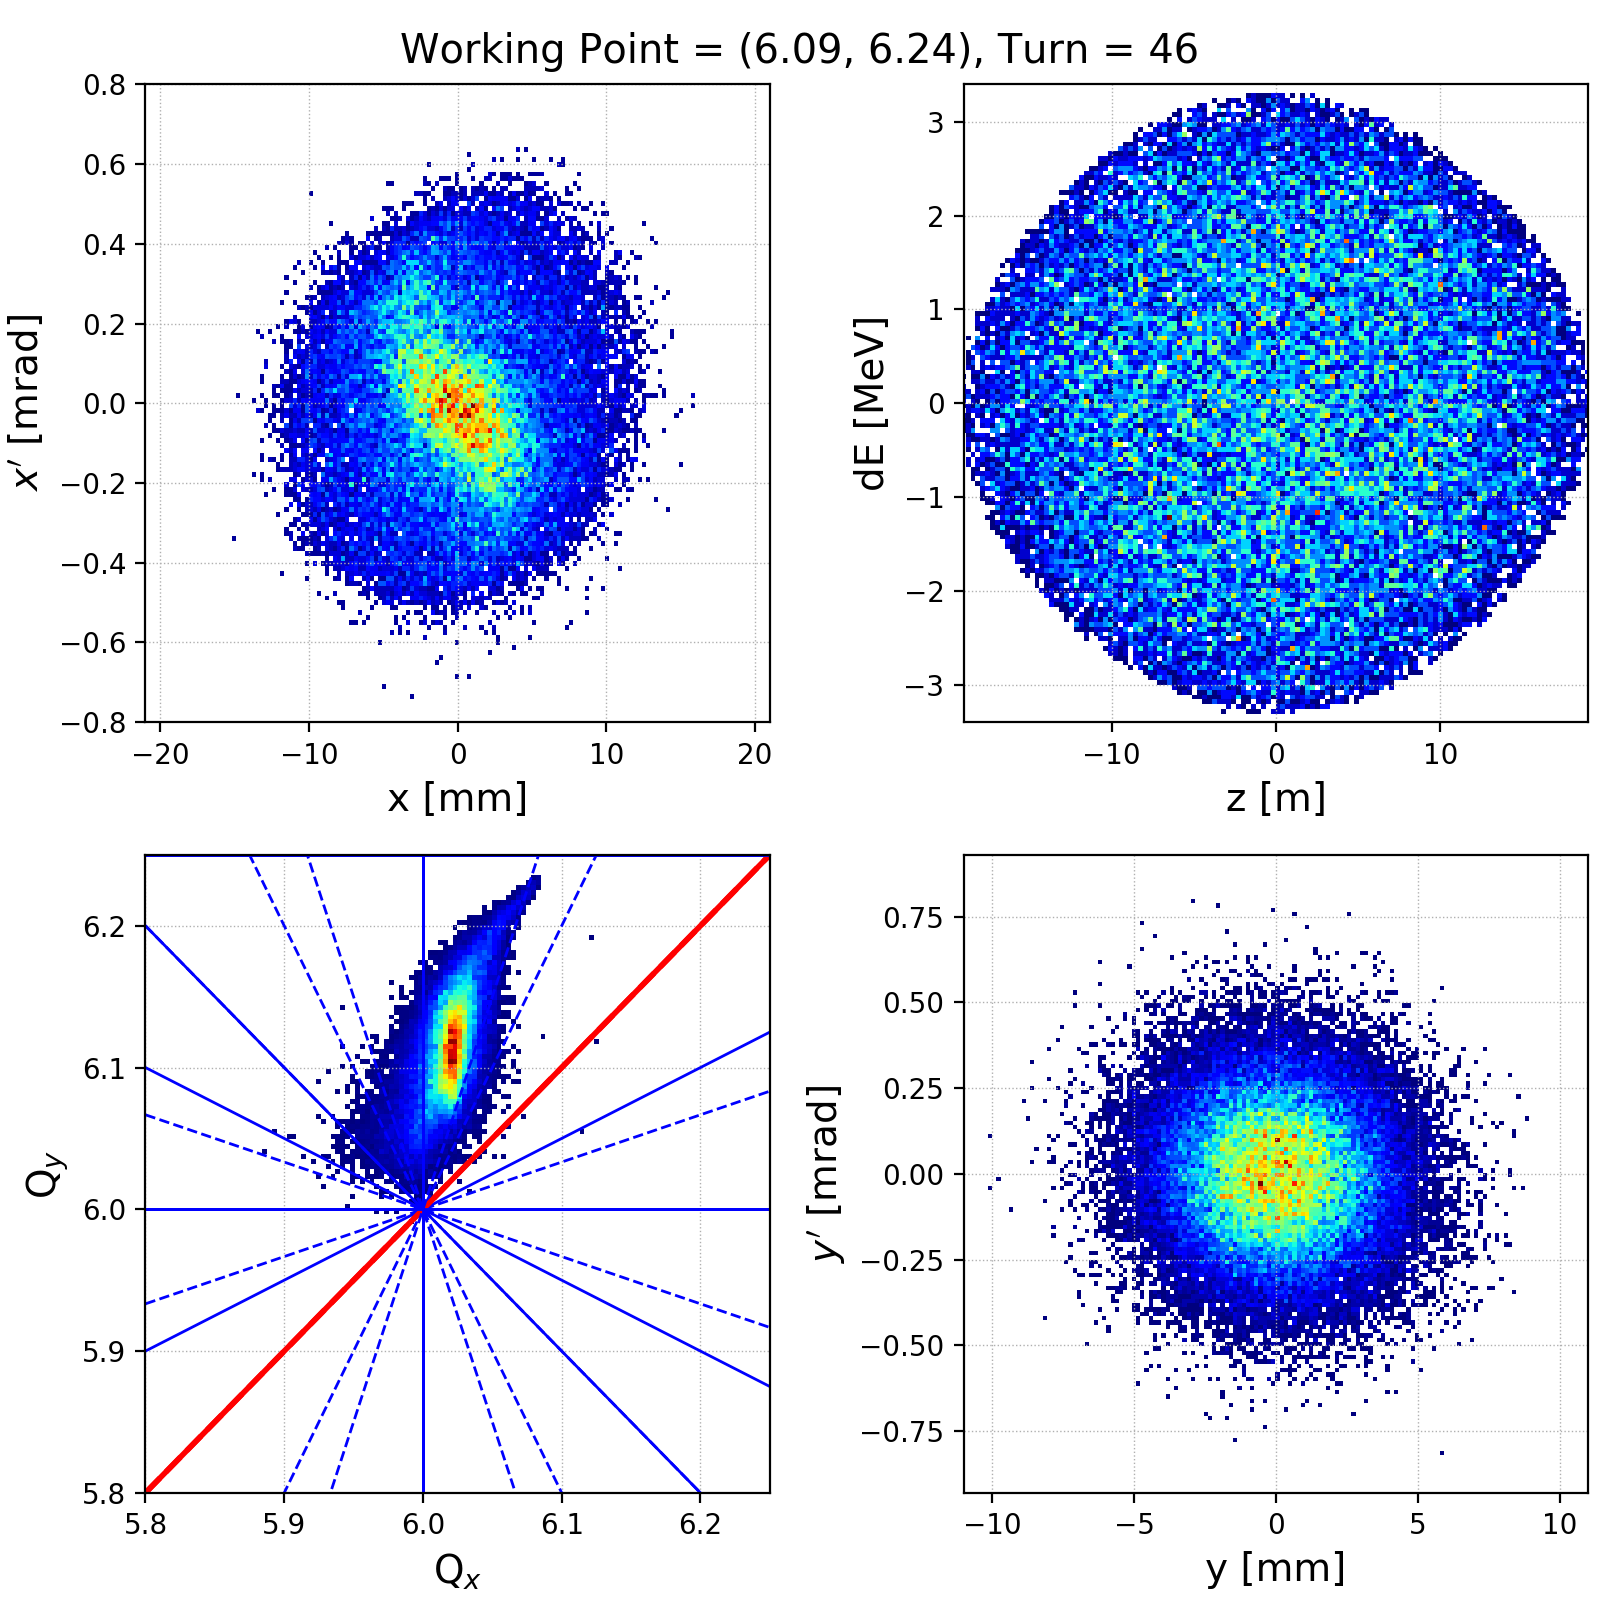 Working Point = (6.09, 6.24), Turn = 46
0.8
0.6
0.4
0.2
0.0
−0.2
−0.4
−0.6
−0.8
x′ [mrad]
−20 −10 0 10 20
x [mm]
3
2
1
0
−1
−2
−3
dE [MeV]
−10 0 10
z [m]
6.2
6.1
6.0
5.9
5.8
Qy
5.8 5.9 6.0 6.1 6.2
Qx
0.75
0.50
0.25
0.00
−0.25
−0.50
−0.75
y′ [mrad]
−10 −5 0 5 10
y [mm]